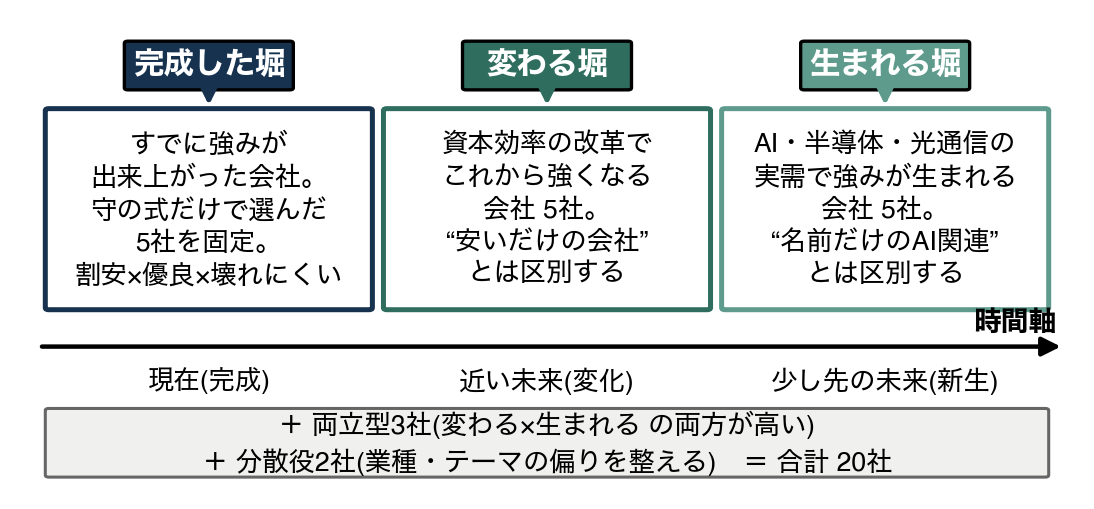 完成した堀
すでに強みが
出来上がった会社。
守の式だけで選んだ
5社を固定。
割安×優良×壊れにくい
変わる堀
資本効率の改革で
これから強くなる
会社 5社。
“安いだけの会社”
とは区別する
生まれる堀
AI・半導体・光通信の
実需で強みが生まれる
会社 5社。
“名前だけのAI関連”
とは区別する
時間軸
現在(完成)
近い未来(変化)
少し先の未来(新生)
＋ 両立型3社(変わる×生まれる の両方が高い)
＋ 分散役2社(業種・テーマの偏りを整える)　＝ 合計 20社